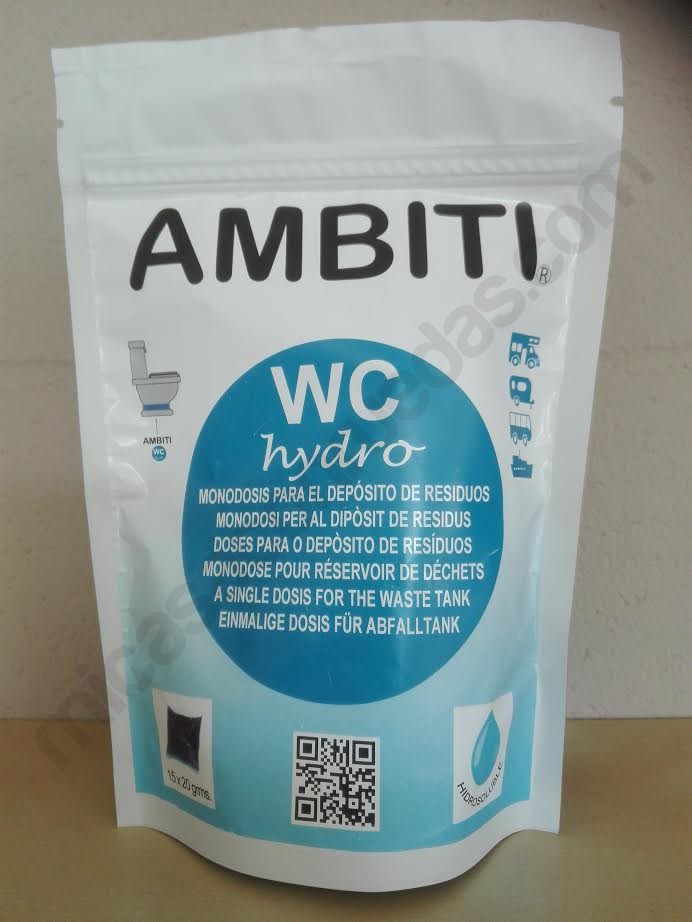 AMBITI
®
WC
hydro
AMBITI
WC
MONODOSIS PARA EL DEPÓSITO DE RESIDUOS
MONODOSI PER AL DIPÒSIT DE RESIDUS
DOSES PARA O DEPÒSITO DE RESÍDUOS
MONODOSE POUR RÉSERVOIR DE DÉCHETS
A SINGLE DOSIS FOR THE WASTE TANK
EINMALIGE DOSIS FÜR ABFALLTANK
15 x 20 grms.
HIDROSOLUBLE